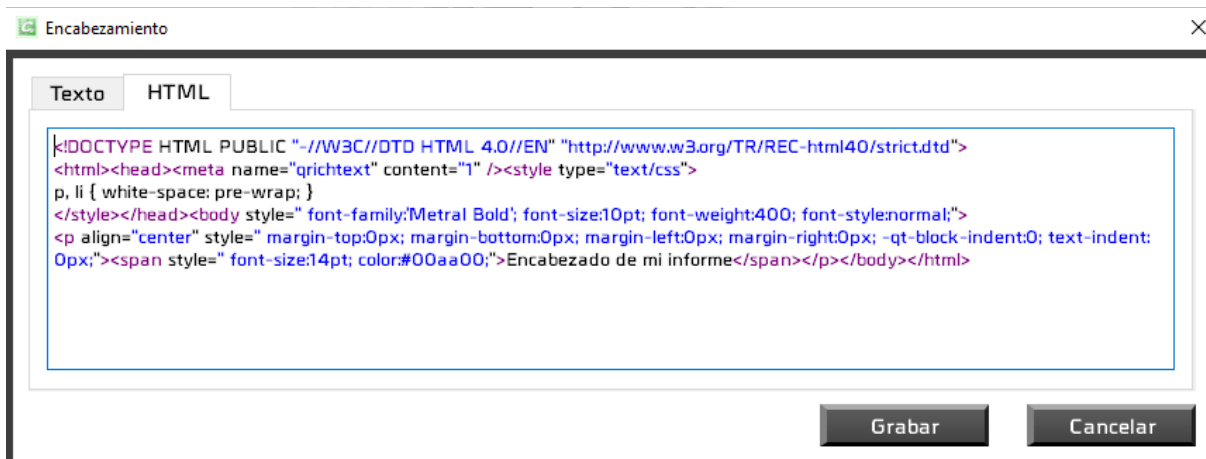 Encabezamiento
Texto HTML
<!DOCTYPE HTML PUBLIC "-//W3C//DTD HTML 4.0//EN" "http://www.w3.org/TR/REC-html40/strict.dtd">
<html><head><meta name="qrichtext" content="1" /><style type="text/css">
p, li { white-space: pre-wrap; }
</style></head><body style=" font-family:'Metral Bold'; font-size:10pt; font-weight:400; font-style:normal;">
<p align="center" style=" margin-top:0px; margin-bottom:0px; margin-left:0px; margin-right:0px; -qt-block-indent:0; text-indent:
0px;"><span style=" font-size:14pt; color:#00aa00;">Encabezado de mi informe</span></p></body></html>
Grabar Cancelar